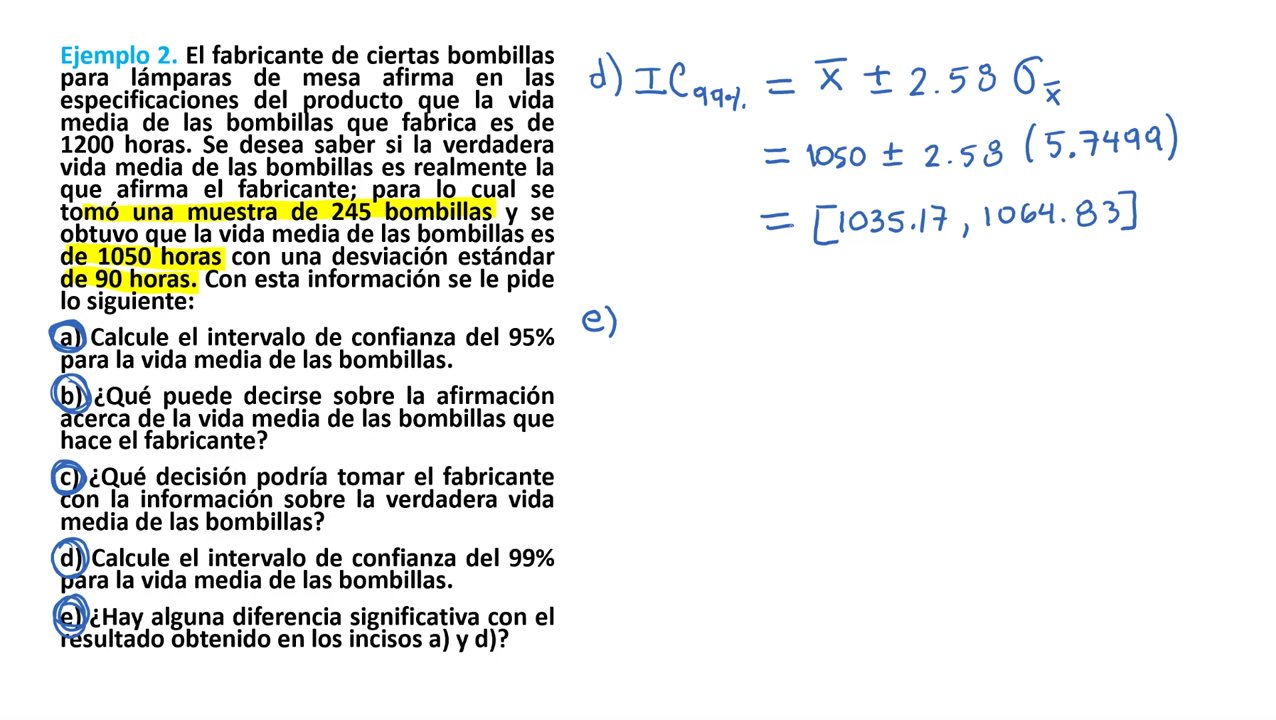 Ejemplo 2. El fabricante de ciertas bombillas
para lámparas de mesa afirma en las
especificaciones del producto que la vida
media de las bombillas que fabrica es de
1200 horas. Se desea saber si la verdadera
vida media de las bombillas es realmente la
que afirma el fabricante; para lo cual se
tomó una muestra de 245 bombillas y se
obtuvo que la vida media de las bombillas es
de 1050 horas con una desviación estándar
de 90 horas. Con esta información se le pide
lo siguiente:
a) Calcule el intervalo de confianza del 95%
para la vida media de las bombillas.
b) ¿Qué puede decirse sobre la afirmación
acerca de la vida media de las bombillas que
hace el fabricante?
c) ¿Qué decisión podría tomar el fabricante
con la información sobre la verdadera vida
media de las bombillas?
d) Calcule el intervalo de confianza del 99%
para la vida media de las bombillas.
e) ¿Hay alguna diferencia significativa con el
resultado obtenido en los incisos a) y d)?
d) IC99% = x̅ ± 2.58 σx̅
= 1050 ± 2.58 (5.7499)
= [1035.17, 1064.83]
e)